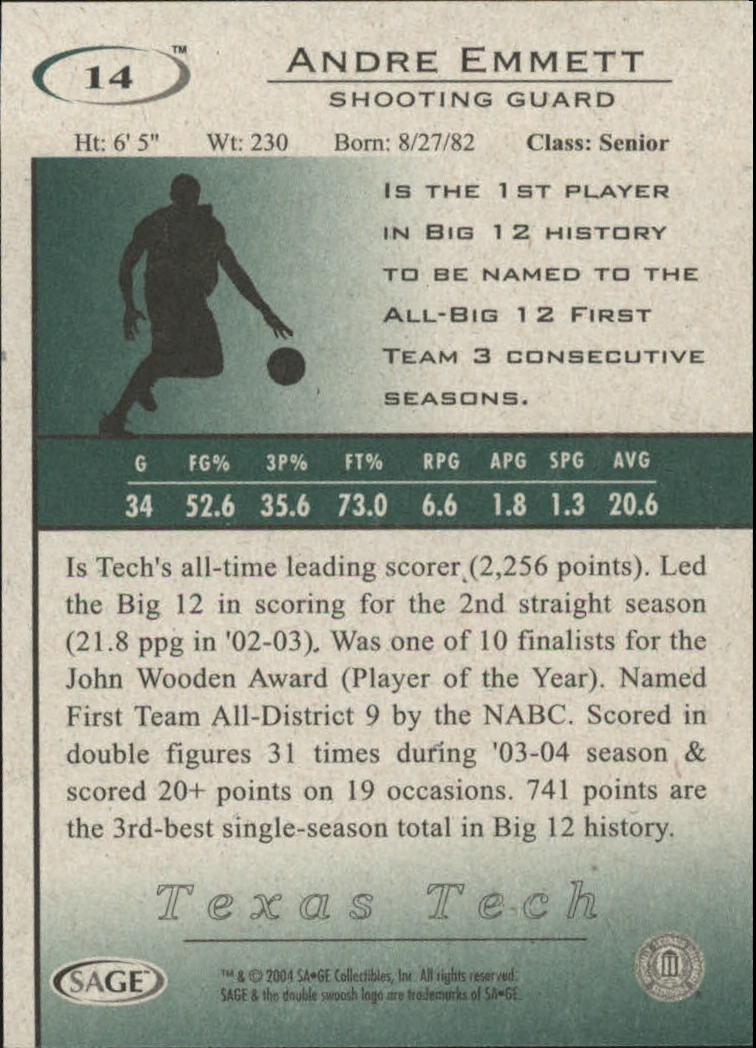 14 ™
ANDRE EMMETT
SHOOTING GUARD
Ht: 6' 5" Wt: 230 Born: 8/27/82 Class: Senior
IS THE 1ST PLAYER
IN BIG 12 HISTORY
TO BE NAMED TO THE
ALL-BIG 12 FIRST
TEAM 3 CONSECUTIVE
SEASONS.
G FG% 3P% FT% RPG APG SPG AVG
34 52.6 35.6 73.0 6.6 1.8 1.3 20.6
Is Tech's all-time leading scorer (2,256 points). Led
the Big 12 in scoring for the 2nd straight season
(21.8 ppg in '02-03). Was one of 10 finalists for the
John Wooden Award (Player of the Year). Named
First Team All-District 9 by the NABC. Scored in
double figures 31 times during '03-04 season &
scored 20+ points on 19 occasions. 741 points are
the 3rd-best single-season total in Big 12 history.
Texas Tech
SAGE™
™ & © 2004 SA•GE Collectibles, Inc. All rights reserved.
SAGE & the double swoosh logo are trademarks of SA•GE.